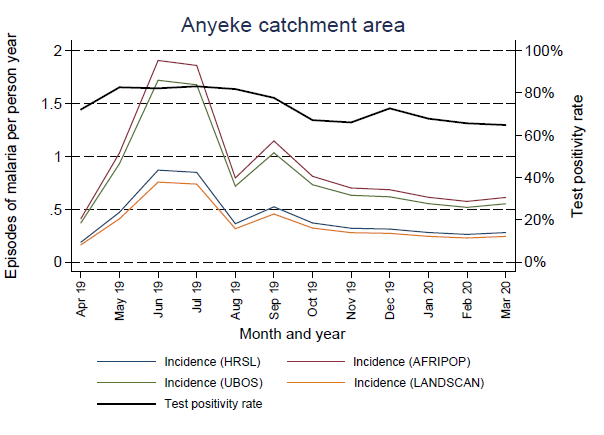 Anyeke catchment area
Episodes of malaria per person year
2
1.5
1
.5
0
100%
80%
60%
40%
20%
0%
Test positivity rate
Apr 19
May 19
Jun 19
Jul 19
Aug 19
Sep 19
Oct 19
Nov 19
Dec 19
Jan 20
Feb 20
Mar 20
Month and year
Incidence (HRSL)
Incidence (AFRIPOP)
Incidence (UBOS)
Incidence (LANDSCAN)
Test positivity rate